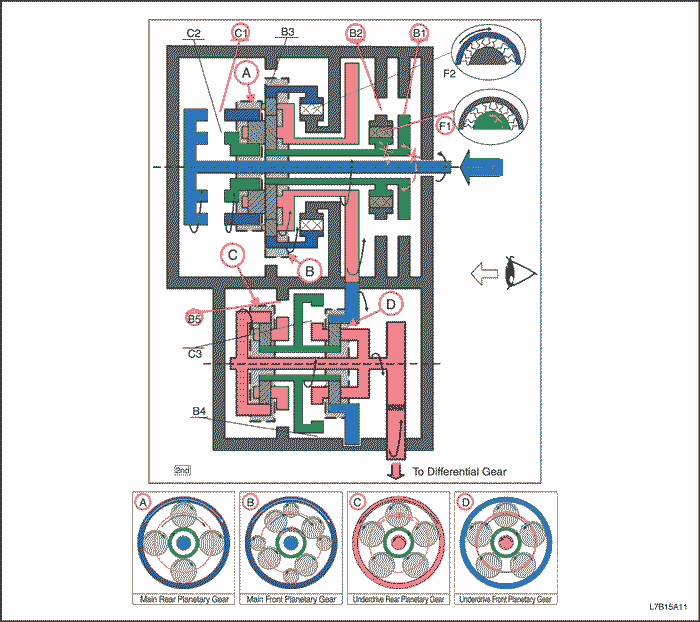 C2
C1
B3
B2
B1
A
F2
F1
B
C
D
B5
C3
B4
2nd
To Differential Gear
A
B
C
D
Main Rear Planetary Gear
Main Front Planetary Gear
Underdrive Rear Planetary Gear
Underdrive Front Planetary Gear
L7B15A11